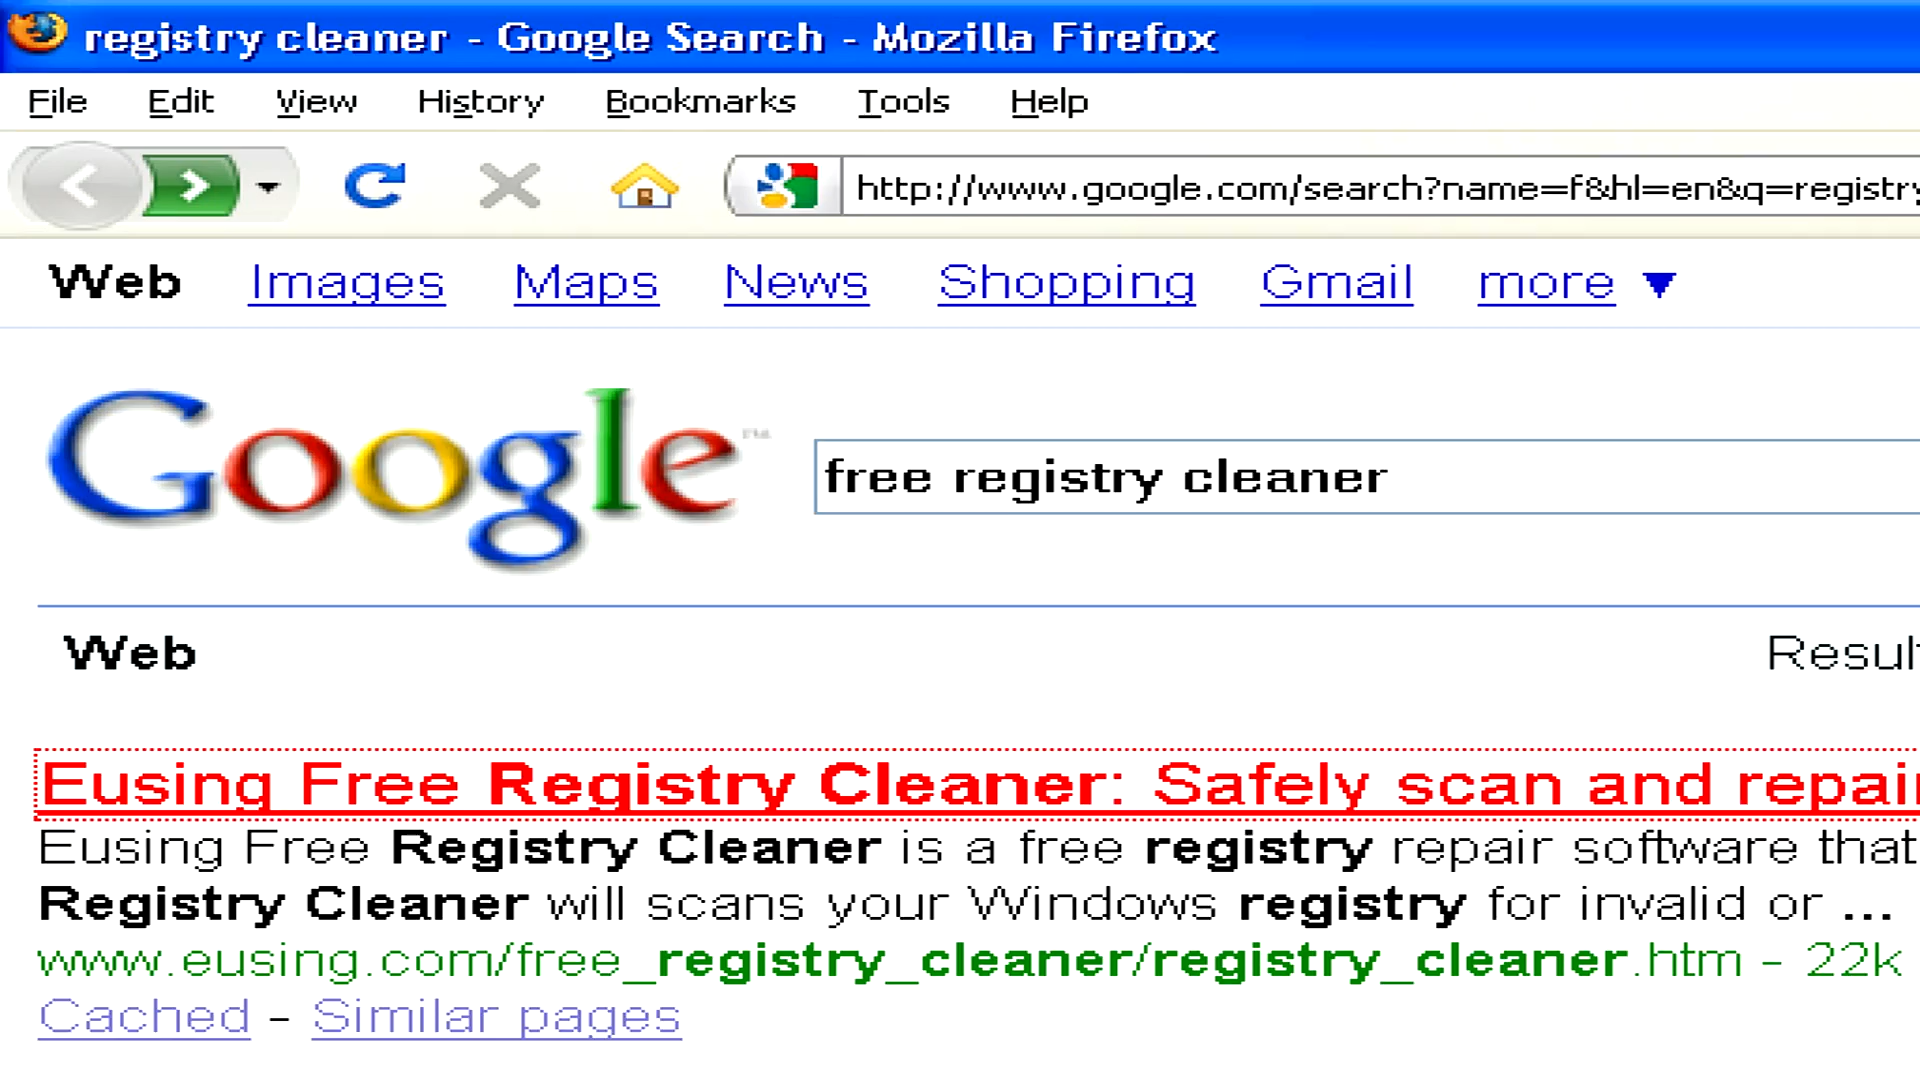 registry cleaner - Google Search - Mozilla Firefox
File Edit View History Bookmarks Tools Help
http://www.google.com/search?name=f&hl=en&q=registry
Web Images Maps News Shopping Gmail more
Google™
free registry cleaner
Web Result
Eusing Free Registry Cleaner: Safely scan and repair
Eusing Free Registry Cleaner is a free registry repair software that
Registry Cleaner will scans your Windows registry for invalid or ...
www.eusing.com/free_registry_cleaner/registry_cleaner.htm - 22k
Cached - Similar pages